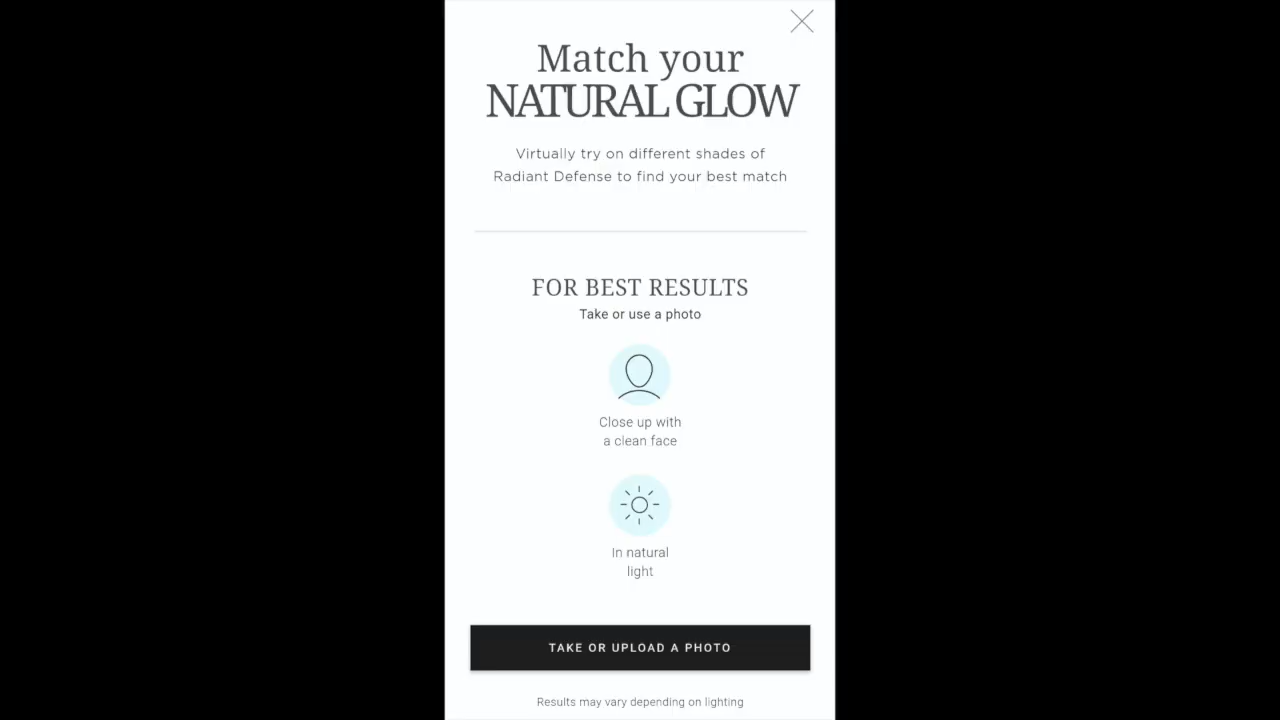 Match your
NATURAL GLOW
Virtually try on different shades of
Radiant Defense to find your best match
FOR BEST RESULTS
Take or use a photo
Close up with
a clean face
In natural
light
TAKE OR UPLOAD A PHOTO
Results may vary depending on lighting